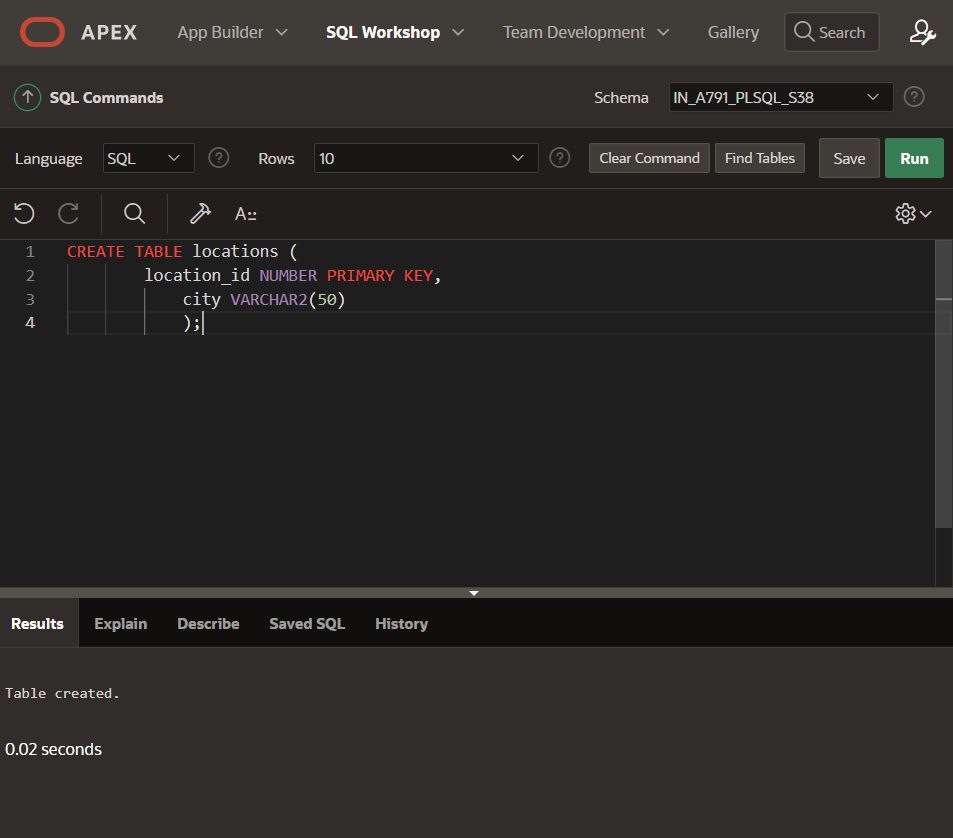 APEX App Builder SQL Workshop Team Development Gallery Search
SQL Commands Schema IN_A791_PLSQL_S38 ?
Language SQL ? Rows 10 ? Clear Command Find Tables Save Run
A::
1 CREATE TABLE locations (
2 location_id NUMBER PRIMARY KEY,
3 city VARCHAR2(50)
4 );
Results Explain Describe Saved SQL History
Table created.
0.02 seconds